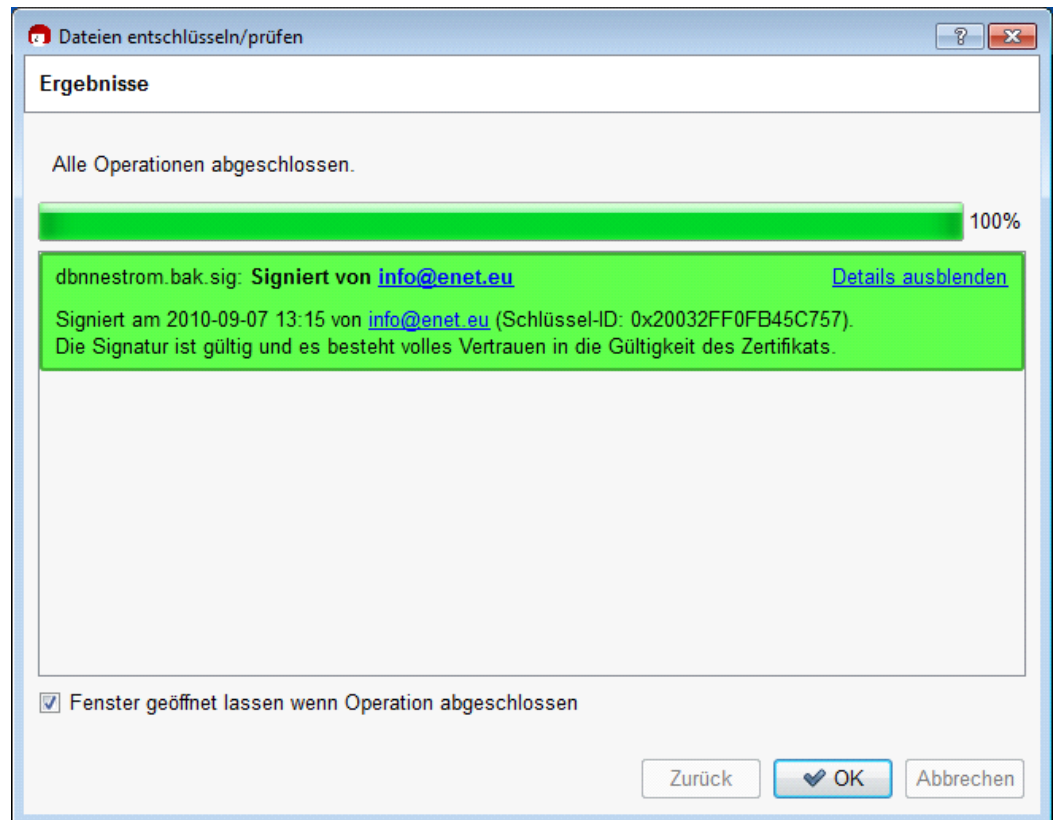 Dateien entschlüsseln/prüfen
Ergebnisse
Alle Operationen abgeschlossen.
100%
dbnnestrom.bak.sig: Signiert von info@enet.eu Details ausblenden
Signiert am 2010-09-07 13:15 von info@enet.eu (Schlüssel-ID: 0x20032FF0FB45C757).
Die Signatur ist gültig und es besteht volles Vertrauen in die Gültigkeit des Zertifikats.
Fenster geöffnet lassen wenn Operation abgeschlossen
Zurück OK Abbrechen